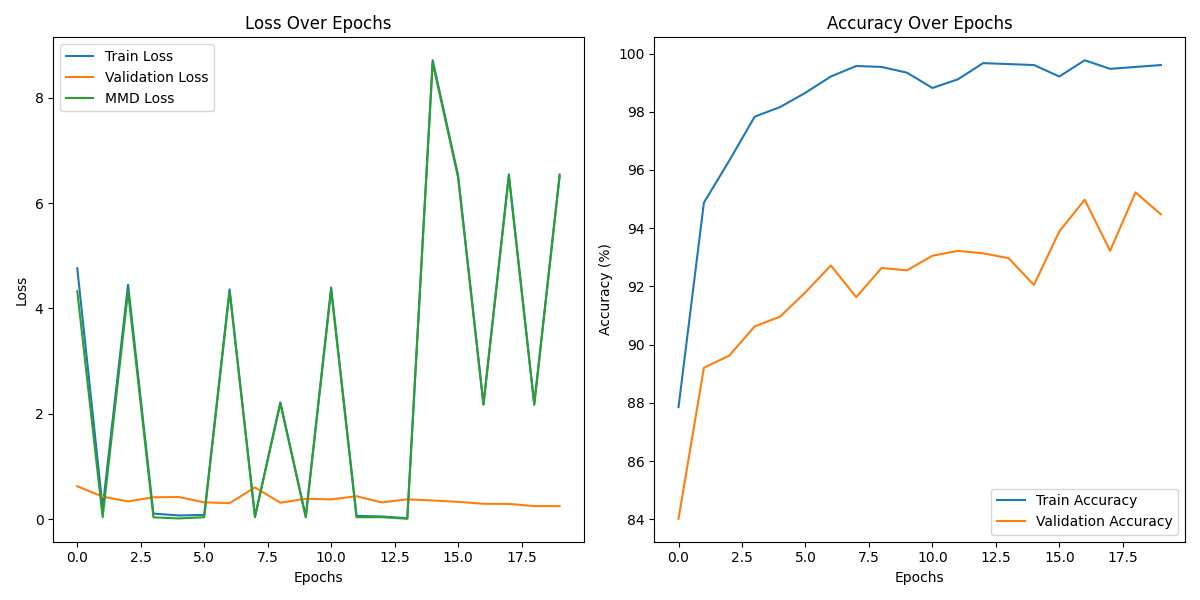 Loss Over Epochs
Train Loss
Validation Loss
MMD Loss
8
6
4
2
0
Loss
0.0 2.5 5.0 7.5 10.0 12.5 15.0 17.5
Epochs
Accuracy Over Epochs
100
98
96
94
92
90
88
86
84
Accuracy (%)
Train Accuracy
Validation Accuracy
0.0 2.5 5.0 7.5 10.0 12.5 15.0 17.5
Epochs